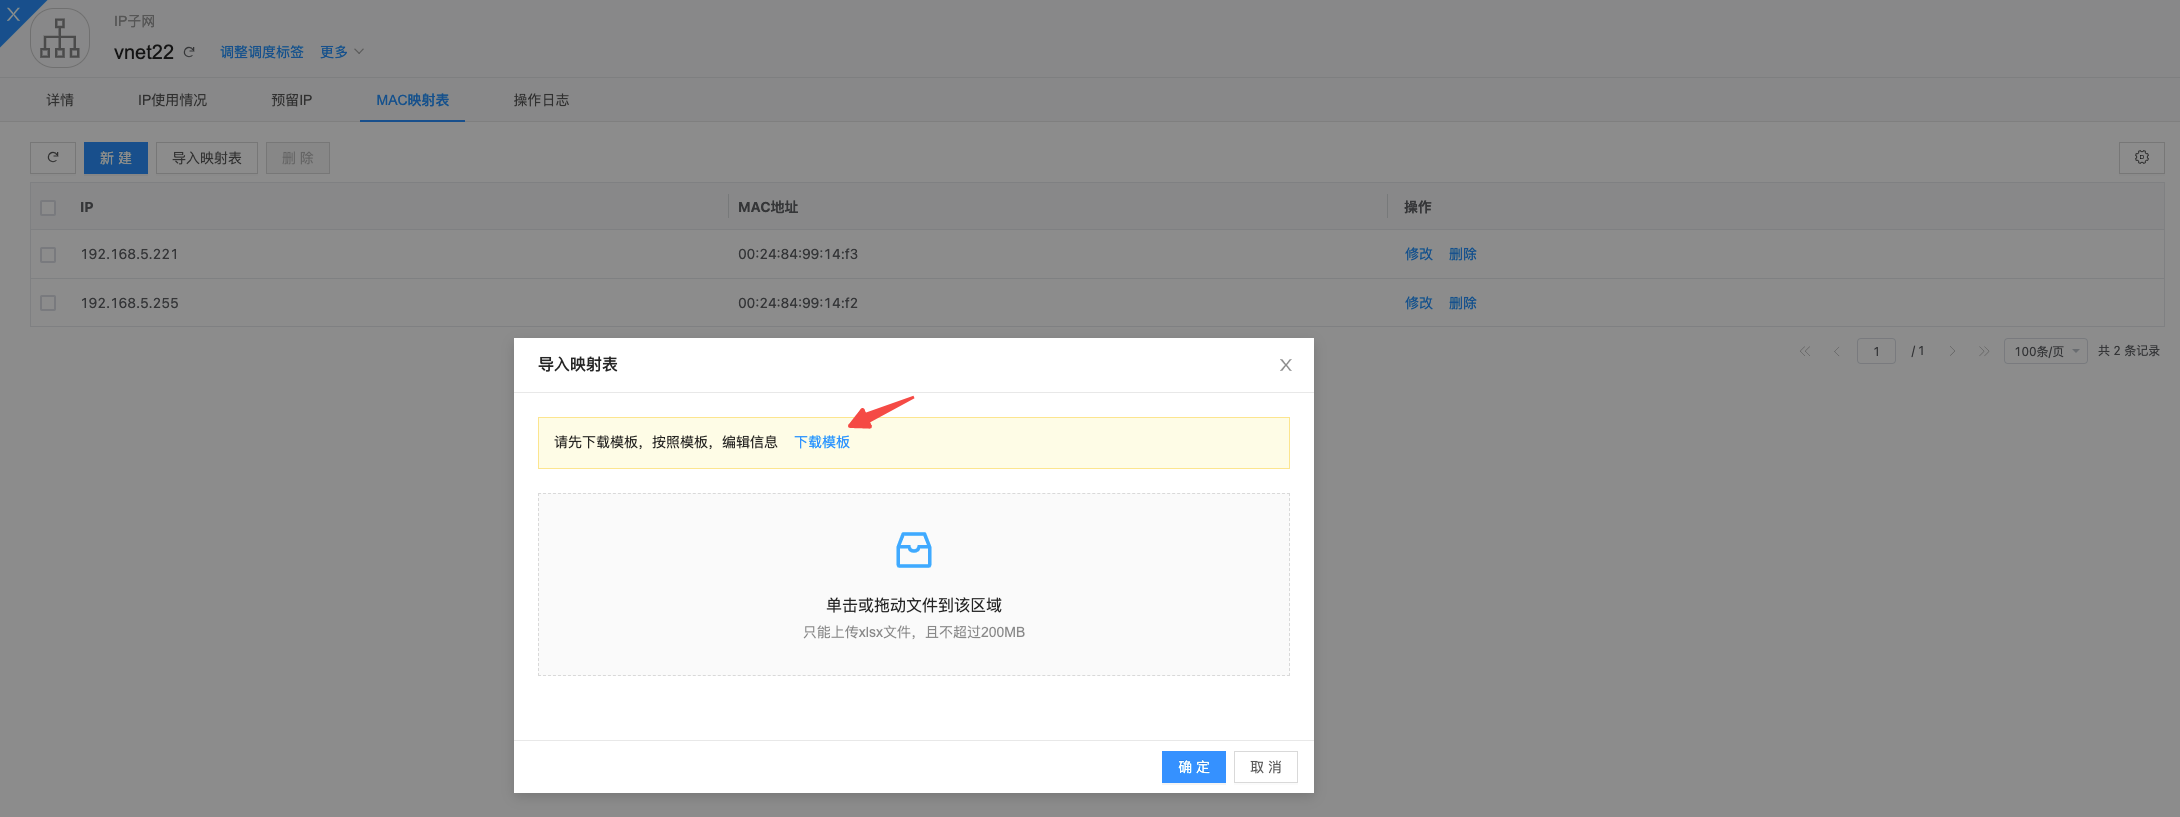 IP子网
vnet22 调整调度标签 更多
详情 IP使用情况 预留IP MAC映射表 操作日志
新 建 导入映射表 删 除
IP MAC地址 操作
192.168.5.221 00:24:84:99:14:f3 修改 删除
192.168.5.255 00:24:84:99:14:f2 修改 删除
1 / 1 100条/页 共 2 条记录
导入映射表
请先下载模板，按照模板，编辑信息 下载模板
单击或拖动文件到该区域
只能上传xlsx文件，且不超过200MB
确 定 取 消